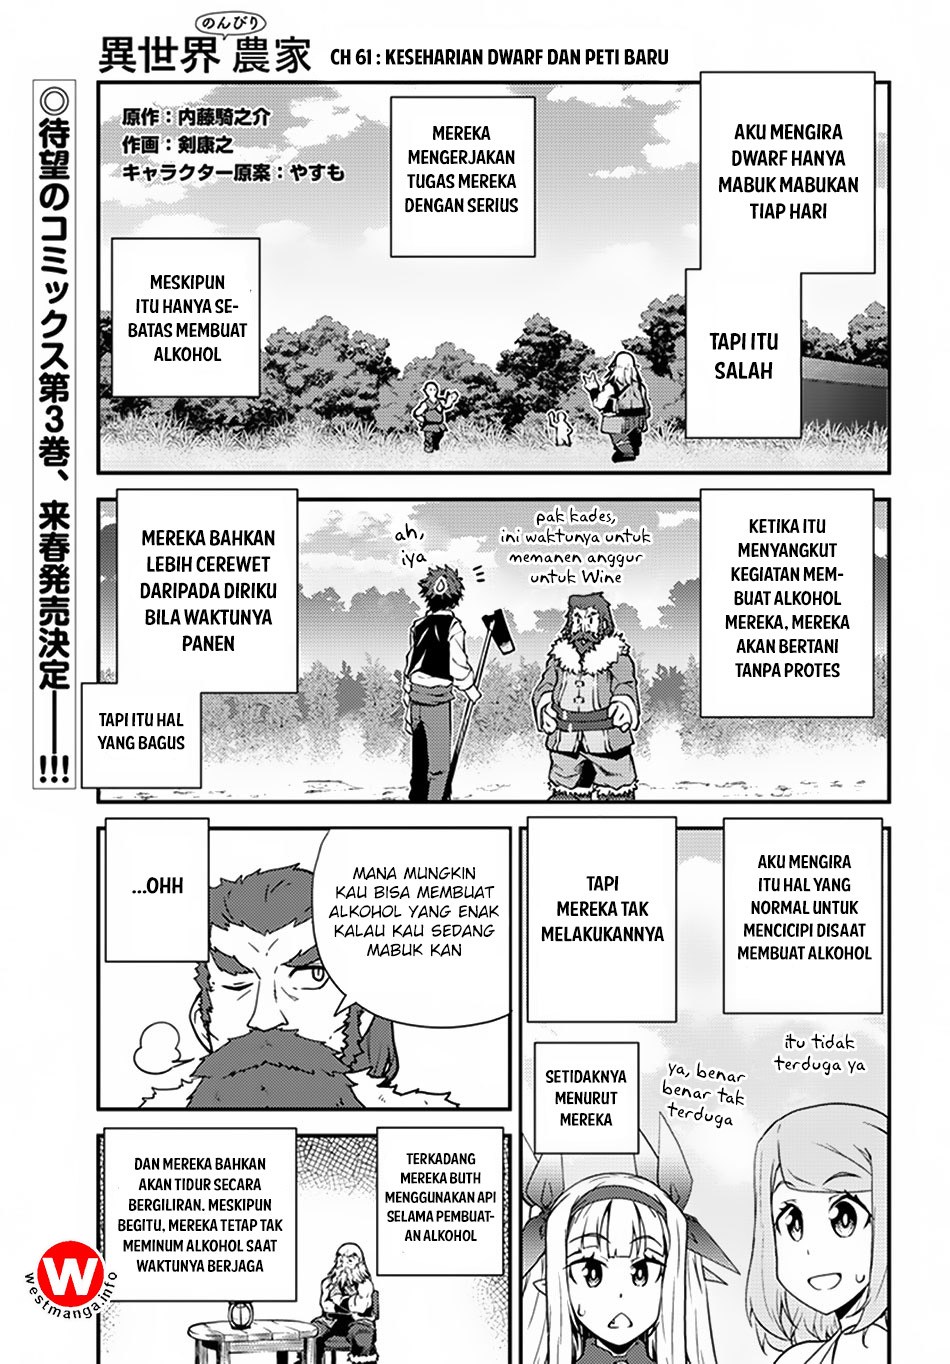 異世界 のんびり 農家
CH 61 : KESEHARIAN DWARF DAN PETI BARU
◎待望のコミックス第3巻、来春発売決定――!!!
原作：内藤騎之介
作画：剣康之
キャラクター原案：やすも
AKU MENGIRA
DWARF HANYA
MABUK MABUKAN
TIAP HARI
TAPI ITU
SALAH
MEREKA
MENGERJAKAN
TUGAS MEREKA
DENGAN SERIUS
MESKIPUN
ITU HANYA SE-
BATAS MEMBUAT
ALKOHOL
KETIKA ITU
MENYANGKUT
KEGIATAN MEM-
BUAT ALKOHOL
MEREKA, MEREKA
AKAN BERTANI
TANPA PROTES
pak kades,
ini waktunya untuk
memanen anggur
untuk Wine
ah,
iya
MEREKA BAHKAN
LEBIH CEREWET
DARIPADA DIRIKU
BILA WAKTUNYA
PANEN
TAPI ITU HAL
YANG BAGUS
AKU MENGIRA
ITU HAL YANG
NORMAL UNTUK
MENCICIPI DISAAT
MEMBUAT ALKOHOL
TAPI
MEREKA TAK
MELAKUKANNYA
itu tidak
terduga ya
ya, benar
benar tak
terduga
SETIDAKNYA
MENURUT
MEREKA
MANA MUNGKIN
KAU BISA MEMBUAT
ALKOHOL YANG ENAK
KALAU KAU SEDANG
MABUK KAN
...OHH
TERKADANG
MEREKA BUTH
MENGGUNAKAN API
SELAMA PEMBUAT-
AN ALKOHOL
DAN MEREKA BAHKAN
AKAN TIDUR SECARA
BERGILIRAN. MESKIPUN
BEGITU, MEREKA TETAP TAK
MEMINUM ALKOHOL SAAT
WAKTUNYA BERJAGA
W
westmanga.info